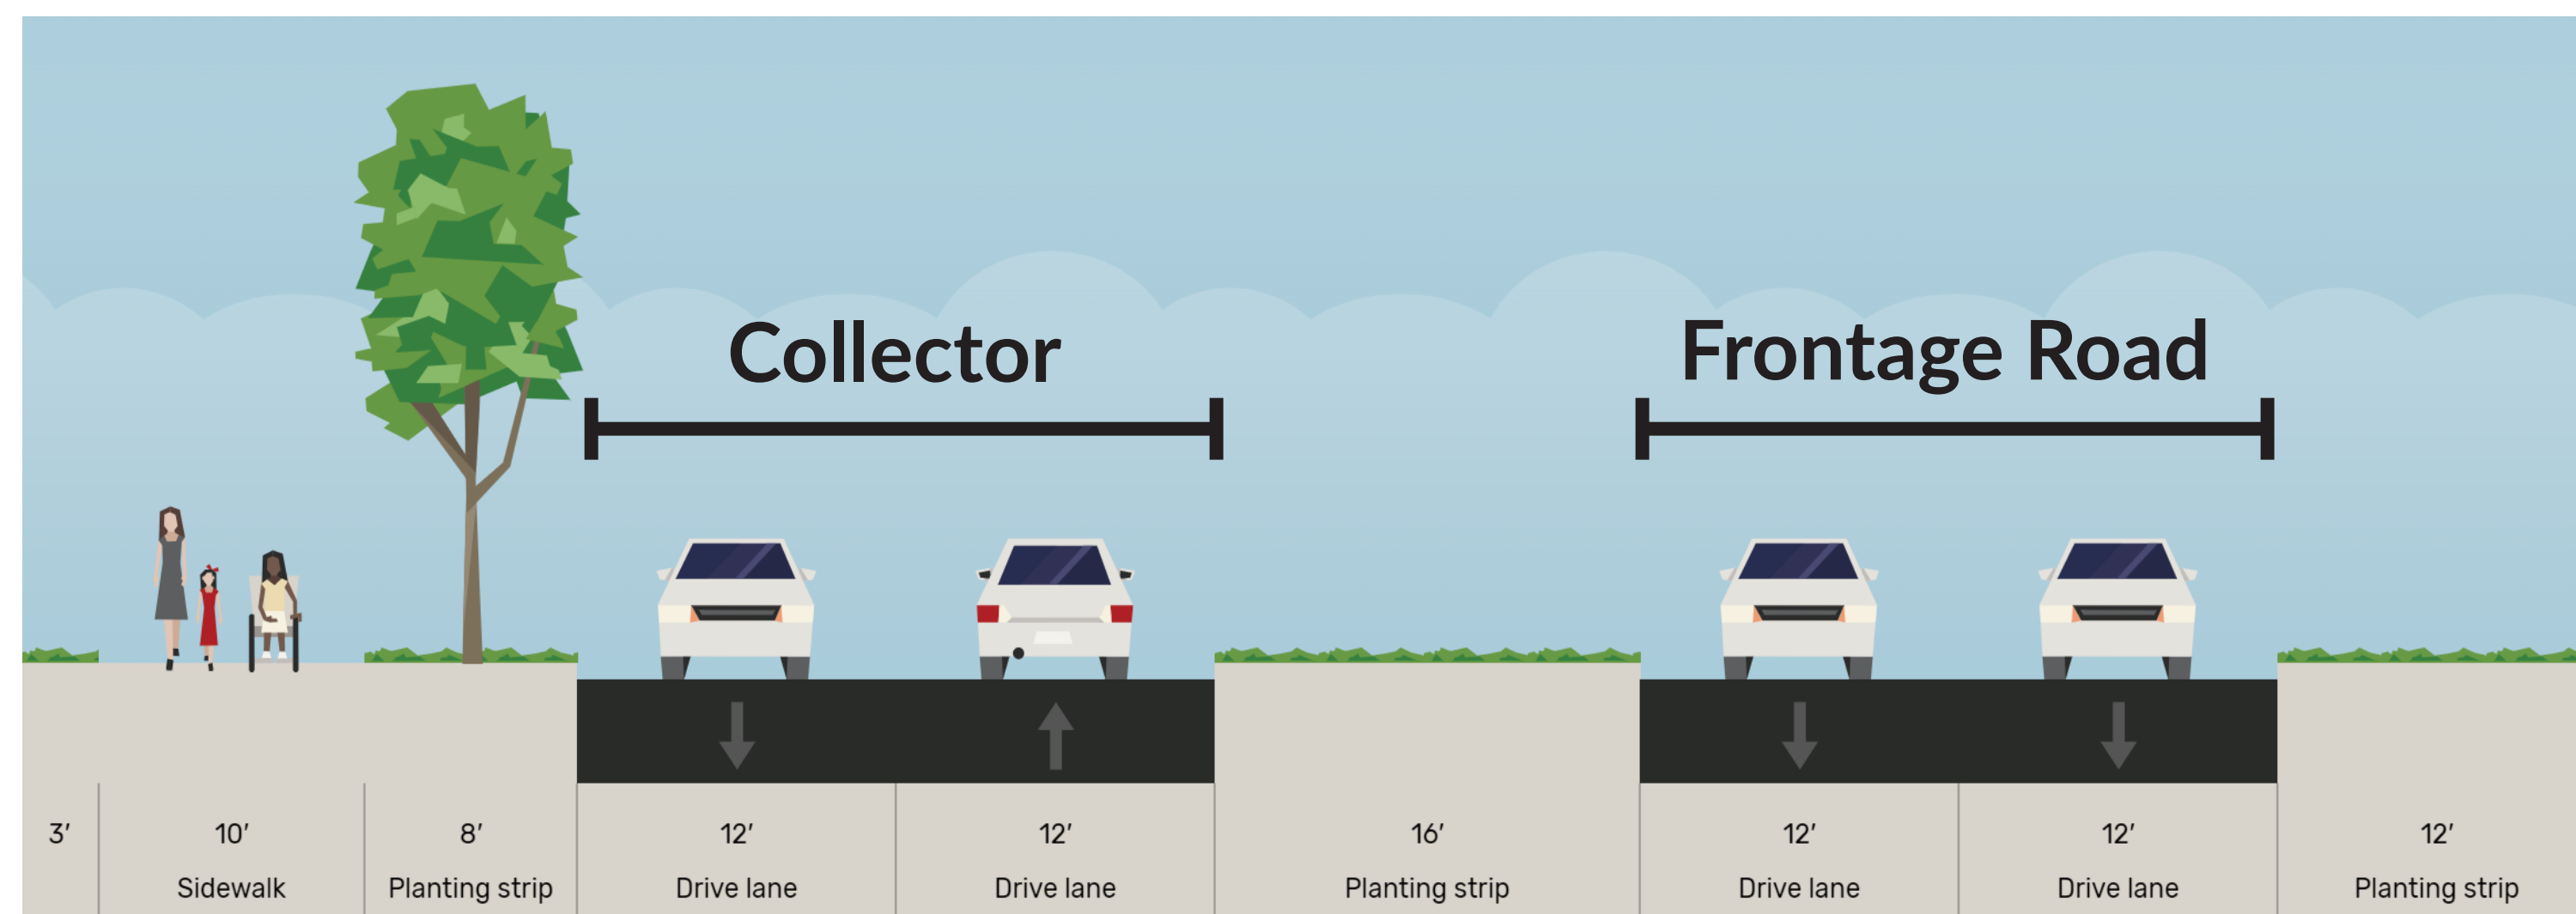 Collector
Frontage Road
3’ 10’ 8’ 12’ 12’ 16’ 12’ 12’ 12’
Sidewalk Planting strip Drive lane Drive lane Planting strip Drive lane Drive lane Planting strip